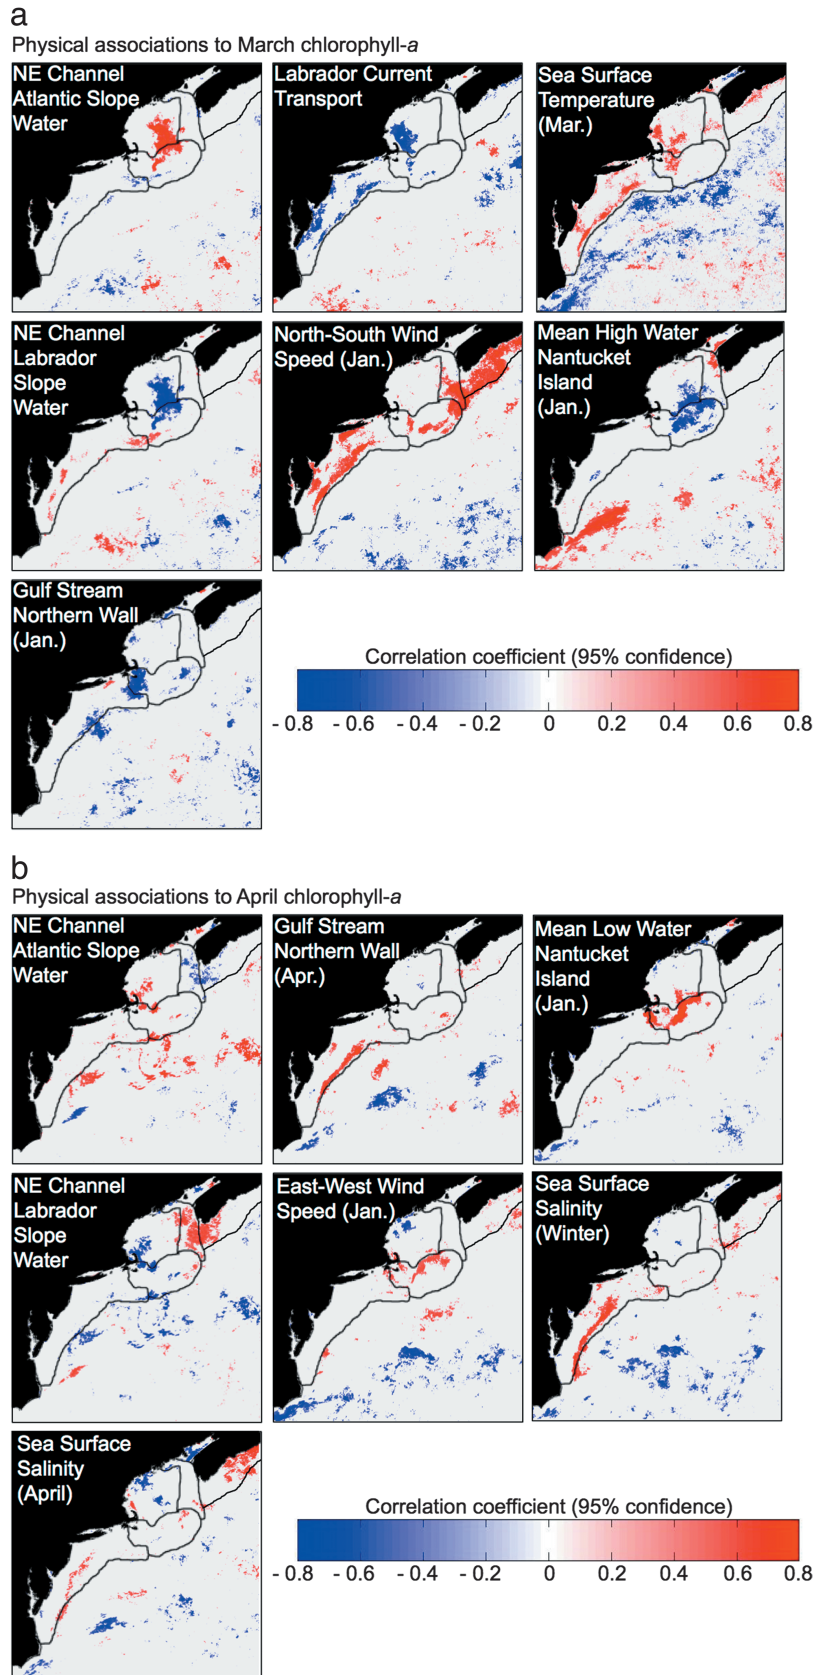 a
Physical associations to March chlorophyll-a
NE Channel
Atlantic Slope
Water
Labrador Current
Transport
Sea Surface
Temperature
(Mar.)
NE Channel
Labrador
Slope
Water
North-South Wind
Speed (Jan.)
Mean High Water
Nantucket
Island
(Jan.)
Gulf Stream
Northern Wall
(Jan.)
Correlation coefficient (95% confidence)
- 0.8 - 0.6 - 0.4 - 0.2 0 0.2 0.4 0.6 0.8
b
Physical associations to April chlorophyll-a
NE Channel
Atlantic Slope
Water
Gulf Stream
Northern Wall
(Apr.)
Mean Low Water
Nantucket
Island
(Jan.)
NE Channel
Labrador
Slope
Water
East-West Wind
Speed (Jan.)
Sea Surface
Salinity
(Winter)
Sea Surface
Salinity
(April)
Correlation coefficient (95% confidence)
- 0.8 - 0.6 - 0.4 - 0.2 0 0.2 0.4 0.6 0.8